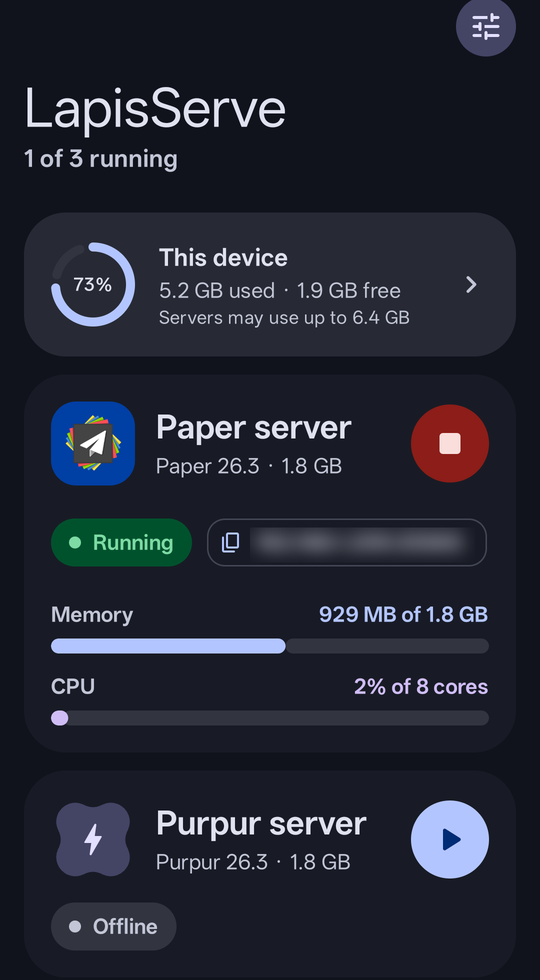 LapisServe
1 of 3 running
73%
This device
5.2 GB used · 1.9 GB free
Servers may use up to 6.4 GB
Paper server
Paper 26.3 · 1.8 GB
Running
Memory
929 MB of 1.8 GB
CPU
2% of 8 cores
Purpur server
Purpur 26.3 · 1.8 GB
Offline